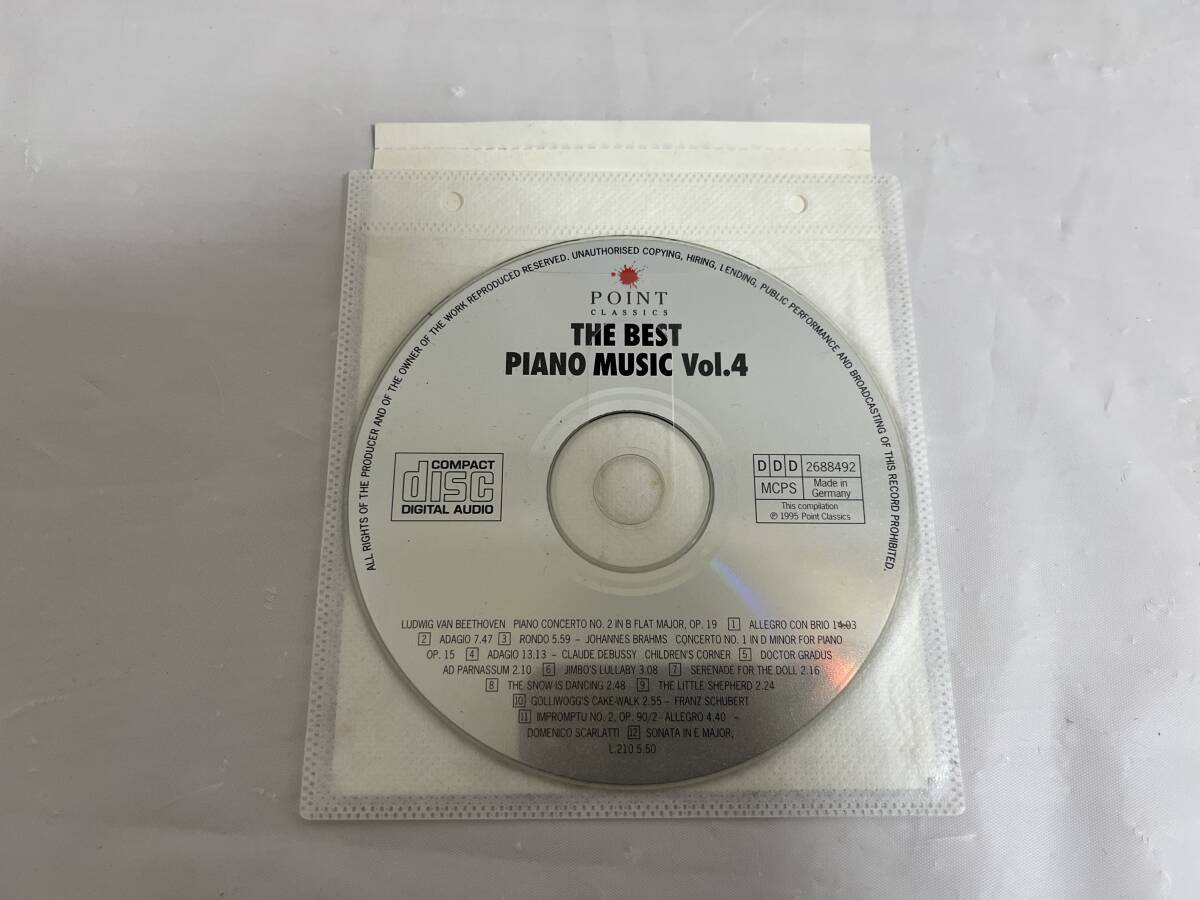 ALL RIGHTS OF THE PRODUCER AND OF THE OWNER OF THE WORK REPRODUCED RESERVED. UNAUTHORISED COPYING, HIRING, LENDING, PUBLIC PERFORMANCE AND BROADCASTING OF THIS RECORD PROHIBITED.
POINT
CLASSICS
THE BEST
PIANO MUSIC Vol.4
COMPACT
disc
DIGITAL AUDIO
DDD 2688492
MCPS Made in Germany
This compilation
℗ 1995 Point Classics
LUDWIG VAN BEETHOVEN PIANO CONCERTO NO. 2 IN B FLAT MAJOR, OP. 19 1 ALLEGRO CON BRIO 14.03
2 ADAGIO 7.47 3 RONDO 5.59 – JOHANNES BRAHMS CONCERTO NO. 1 IN D MINOR FOR PIANO
OP. 15 4 ADAGIO 13.13 – CLAUDE DEBUSSY CHILDREN'S CORNER 5 DOCTOR GRADUS
AD PARNASSUM 2.10 6 JIMBO'S LULLABY 3.08 7 SERENADE FOR THE DOLL 2.16
8 THE SNOW IS DANCING 2.48 9 THE LITTLE SHEPHERD 2.24
10 GOLLIWOGG'S CAKE-WALK 2.55 – FRANZ SCHUBERT
11 IMPROMPTU NO. 2, OP. 90/2 · ALLEGRO 4.40 –
DOMENICO SCARLATTI 12 SONATA IN E MAJOR,
L.210 5.50